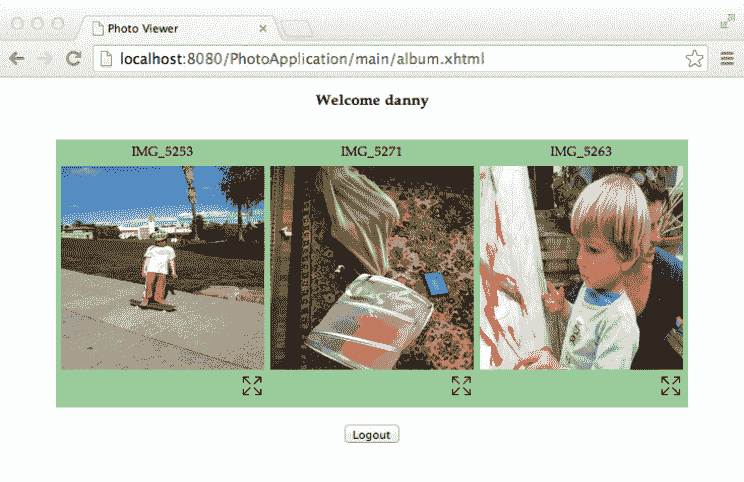 Photo Viewer
localhost:8080/PhotoApplication/main/album.xhtml
Welcome danny
IMG_5253 IMG_5271 IMG_5263
Logout